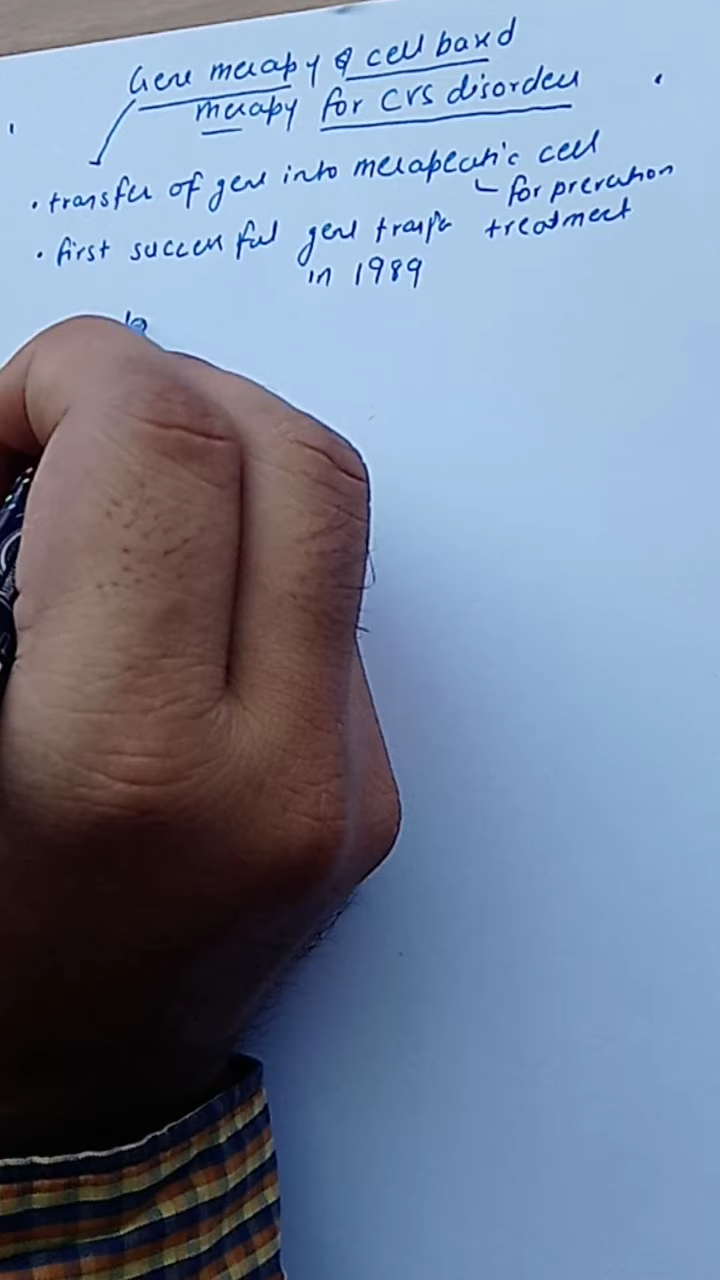 Gene therapy & cell based
therapy for CVS disorder
• transfer of gene into therapeutic cell
for prevention
• first successful gene transfer treatment
in 1989